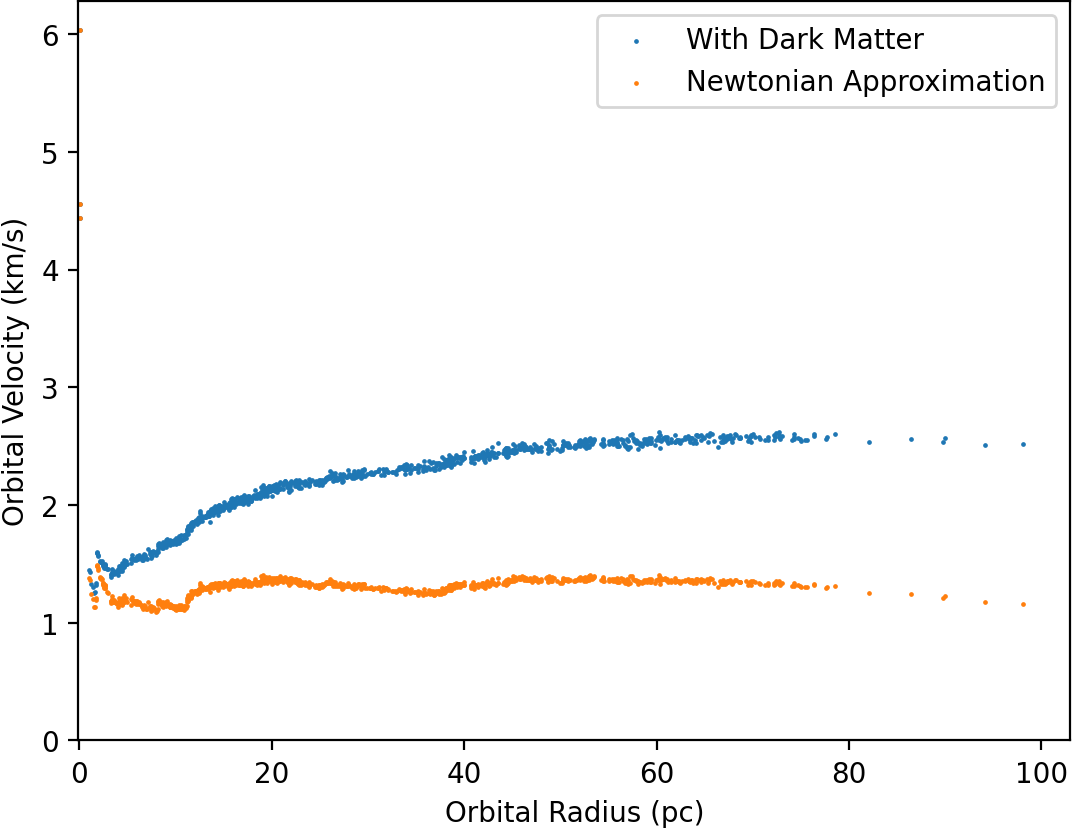 With Dark Matter
Newtonian Approximation
6
5
4
3
2
1
0
Orbital Velocity (km/s)
0 20 40 60 80 100
Orbital Radius (pc)